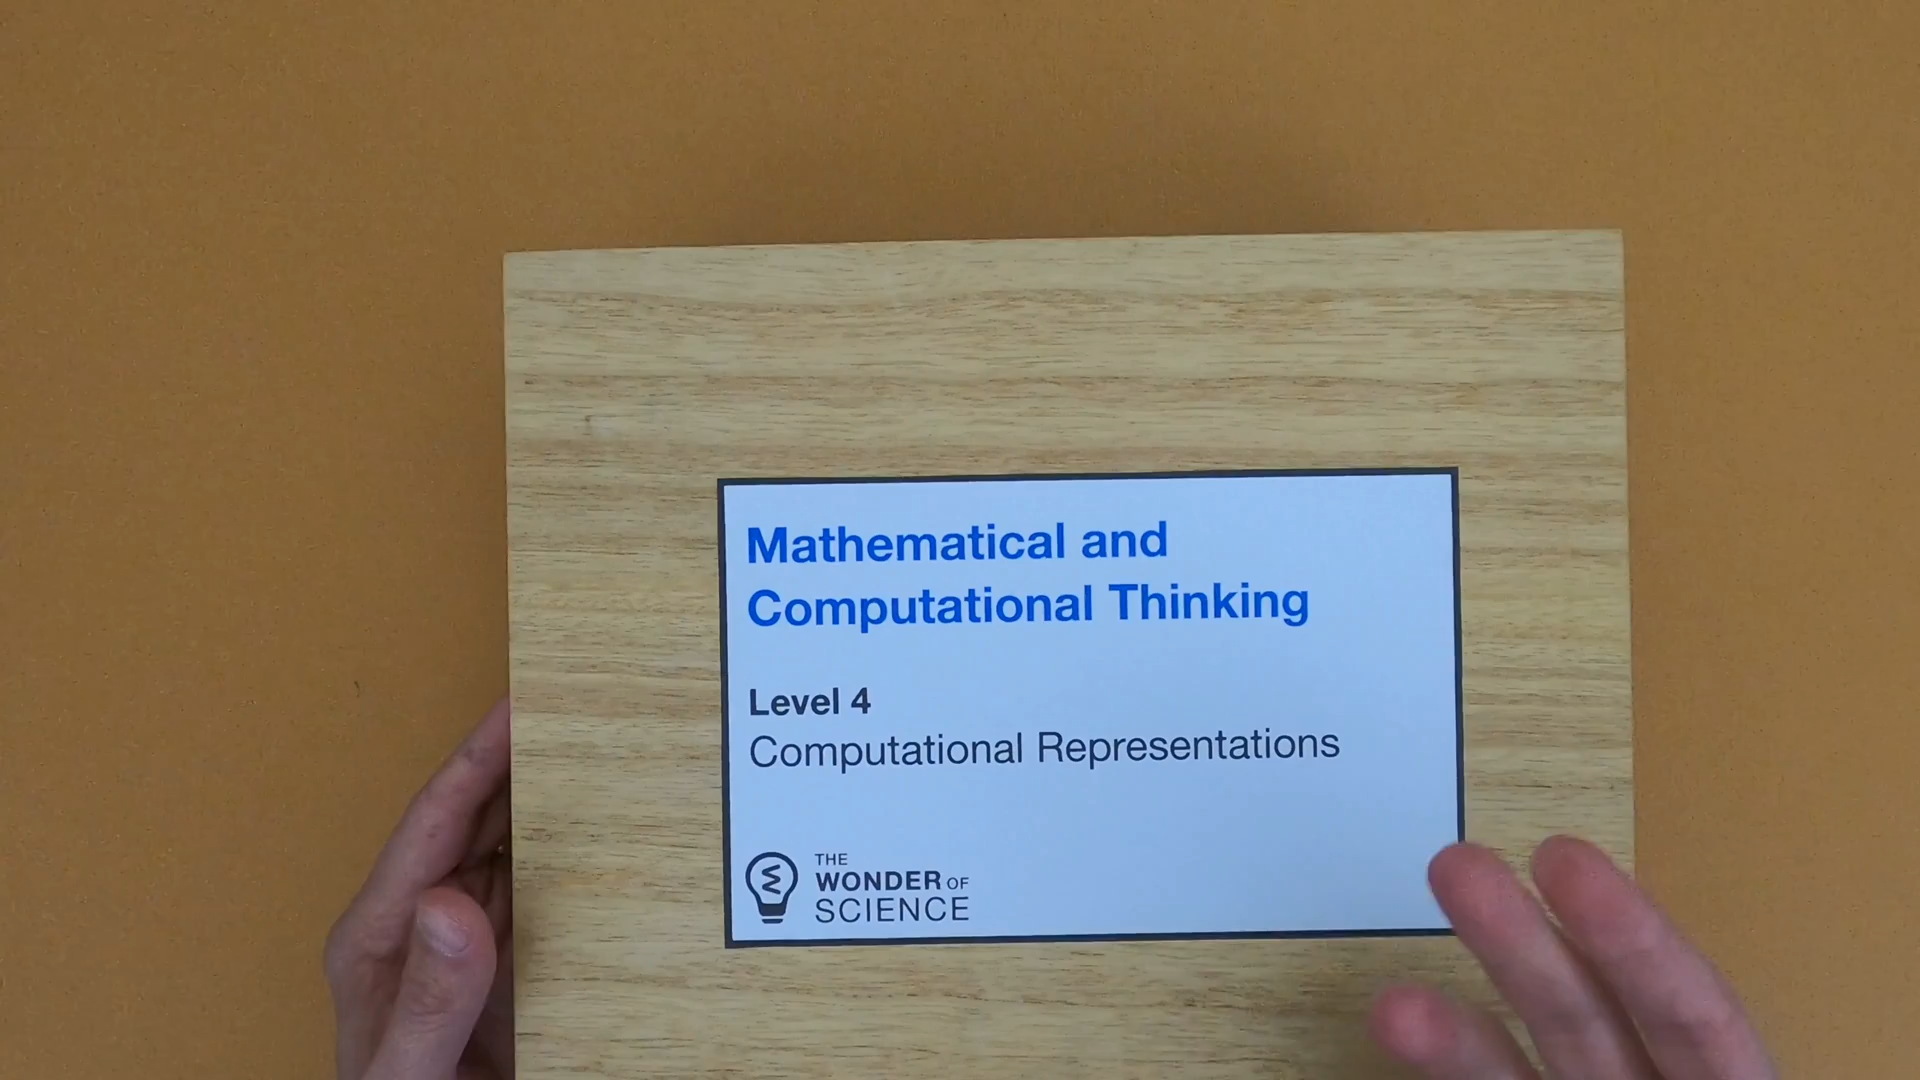 Mathematical and
Computational Thinking
Level 4
Computational Representations
THE
WONDER OF
SCIENCE